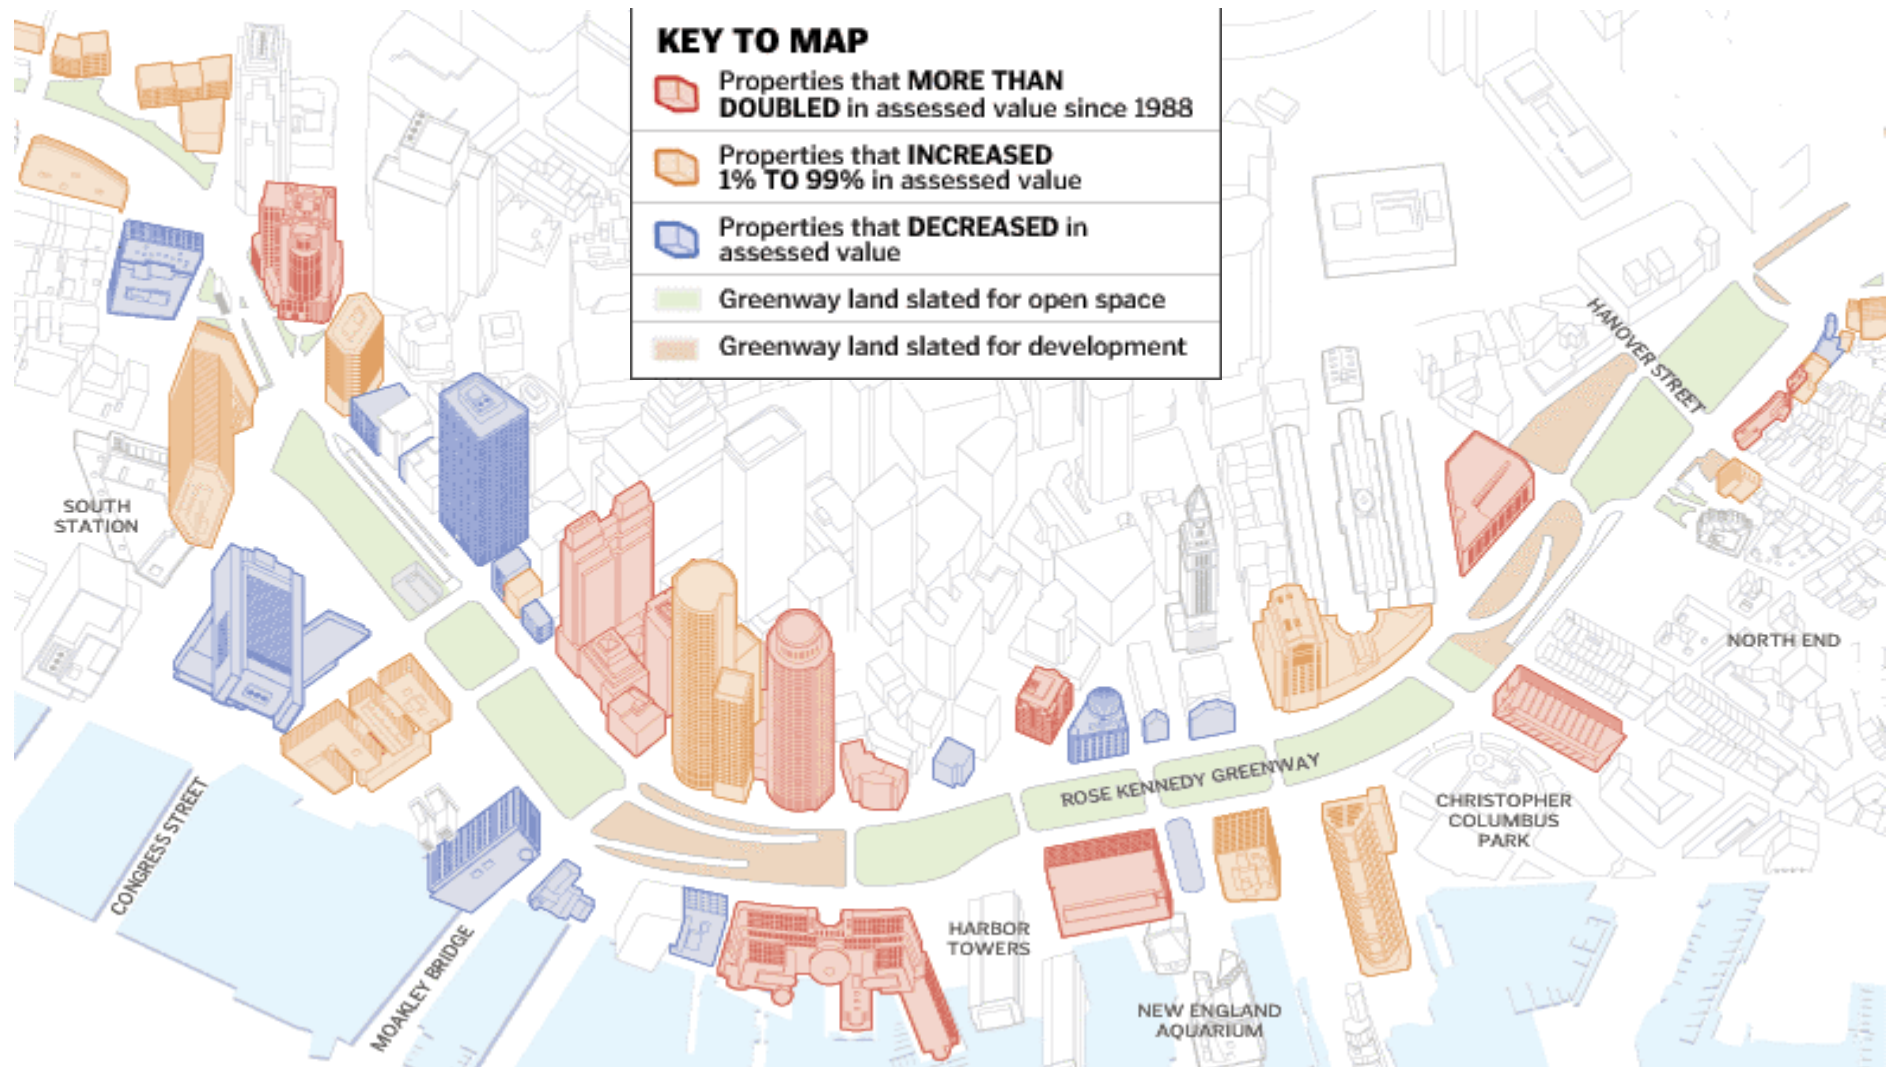 KEY TO MAP
Properties that MORE THAN
DOUBLED in assessed value since 1988
Properties that INCREASED
1% TO 99% in assessed value
Properties that DECREASED in
assessed value
Greenway land slated for open space
Greenway land slated for development
HANOVER STREET
SOUTH
STATION
NORTH END
ROSE KENNEDY GREENWAY
CHRISTOPHER
COLUMBUS
PARK
CONGRESS STREET
MOAKLEY BRIDGE
HARBOR
TOWERS
NEW ENGLAND
AQUARIUM